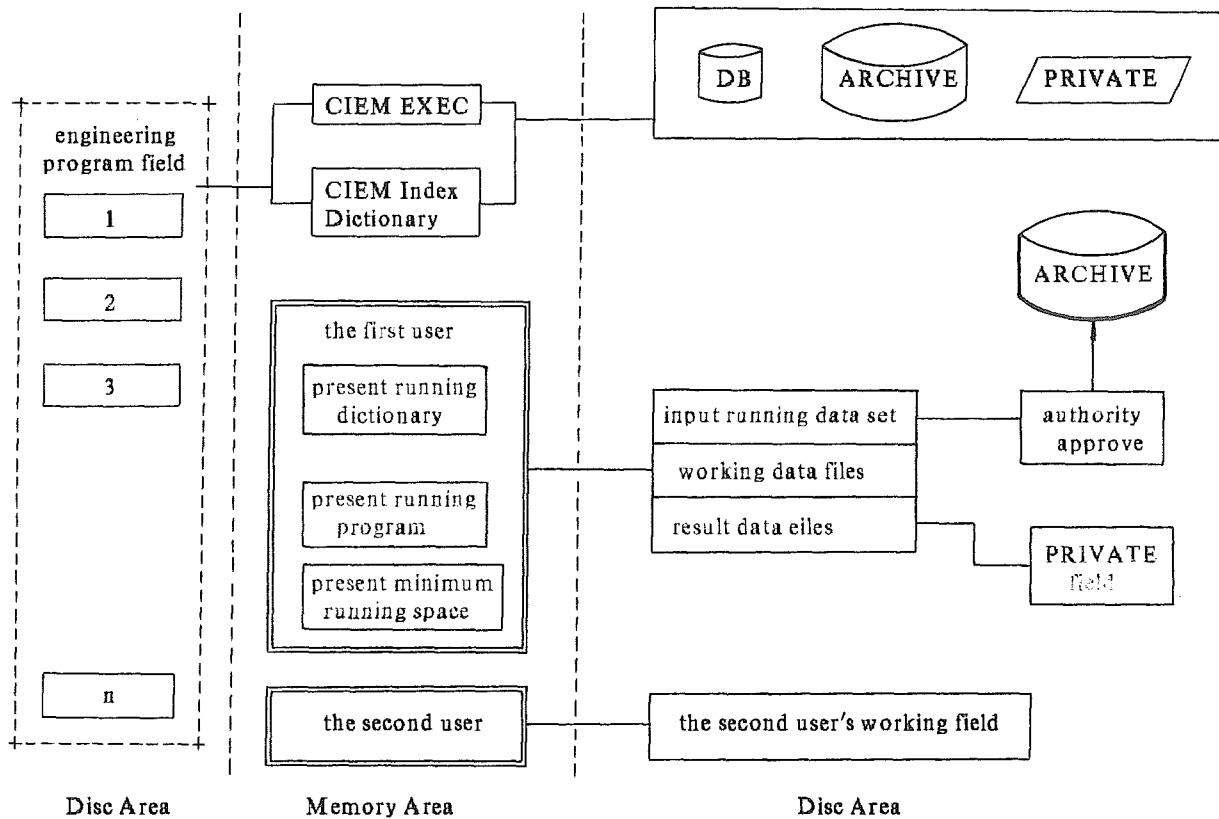 engineering
program field
1
2
3
n
CIEM EXEC
CIEM Index
Dictionary
DB
ARCHIVE
PRIVATE
ARCHIVE
the first user
present running
dictionary
present running
program
present minimum
running space
input running data set
working data files
result data eiles
authority
approve
PRIVATE
field
the second user
the second user's working field
Disc Area
Memory Area
Disc Area